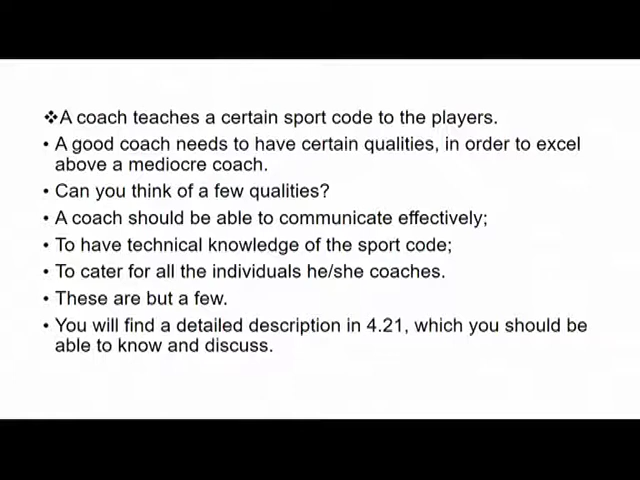 ❖A coach teaches a certain sport code to the players.
• A good coach needs to have certain qualities, in order to excel
above a mediocre coach.
• Can you think of a few qualities?
• A coach should be able to communicate effectively;
• To have technical knowledge of the sport code;
• To cater for all the individuals he/she coaches.
• These are but a few.
• You will find a detailed description in 4.21, which you should be
able to know and discuss.